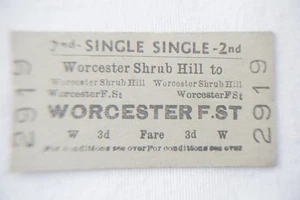 2nd- SINGLE SINGLE -2nd
Worcester Shrub Hill to
Worcester Shrub Hill Worcester Shrub Hill
Worcester F.St Worcester F St
WORCESTER F.ST
W 3d Fare 3d W
For conditions see over For conditions see over
2919
2919